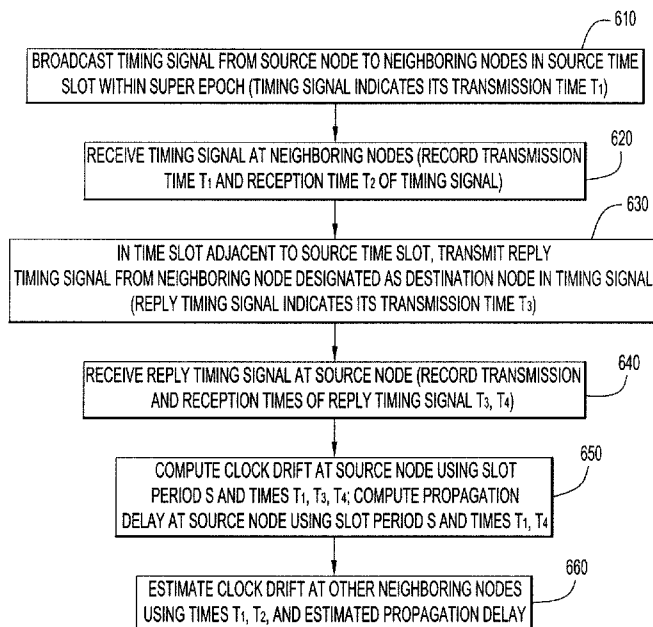 610
BROADCAST TIMING SIGNAL FROM SOURCE NODE TO NEIGHBORING NODES IN SOURCE TIME
SLOT WITHIN SUPER EPOCH (TIMING SIGNAL INDICATES ITS TRANSMISSION TIME T₁)
620
RECEIVE TIMING SIGNAL AT NEIGHBORING NODES (RECORD TRANSMISSION
TIME T₁ AND RECEPTION TIME T₂ OF TIMING SIGNAL)
630
IN TIME SLOT ADJACENT TO SOURCE TIME SLOT, TRANSMIT REPLY
TIMING SIGNAL FROM NEIGHBORING NODE DESIGNATED AS DESTINATION NODE IN TIMING SIGNAL
(REPLY TIMING SIGNAL INDICATES ITS TRANSMISSION TIME T₃)
640
RECEIVE REPLY TIMING SIGNAL AT SOURCE NODE (RECORD TRANSMISSION
AND RECEPTION TIMES OF REPLY TIMING SIGNAL T₃, T₄)
650
COMPUTE CLOCK DRIFT AT SOURCE NODE USING SLOT
PERIOD S AND TIMES T₁, T₃, T₄; COMPUTE PROPAGATION
DELAY AT SOURCE NODE USING SLOT PERIOD S AND TIMES T₁, T₄
660
ESTIMATE CLOCK DRIFT AT OTHER NEIGHBORING NODES
USING TIMES T₁, T₂, AND ESTIMATED PROPAGATION DELAY